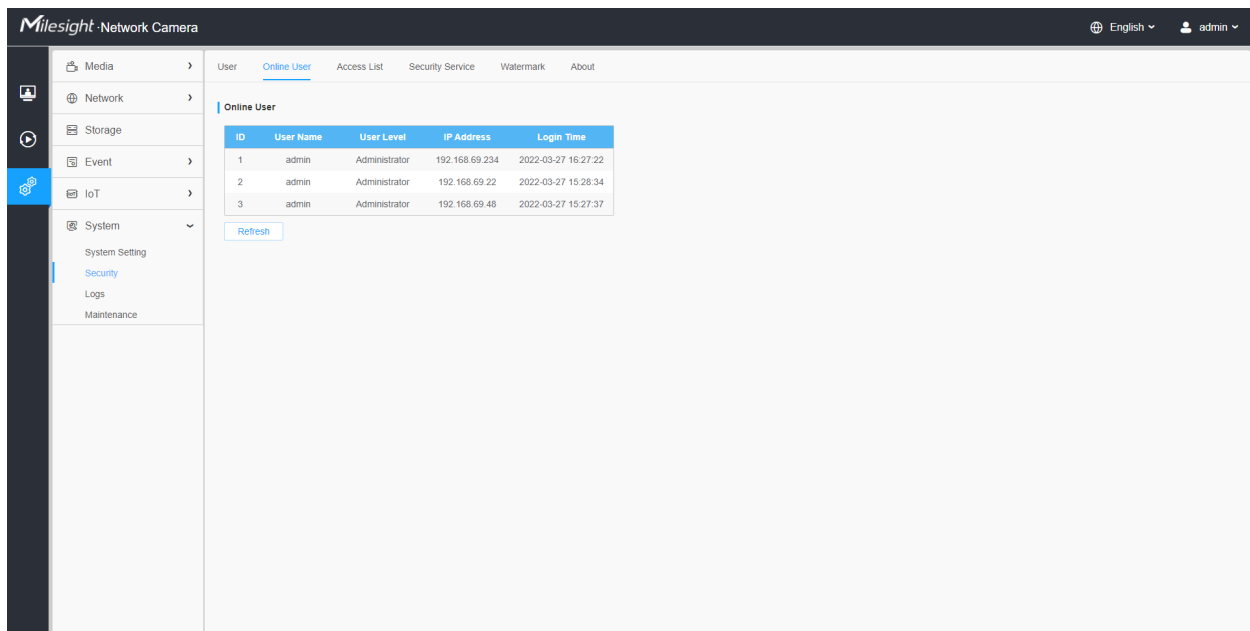 Milesight ·Network Camera
English
admin
Media
Network
Storage
Event
IoT
System
System Setting
Security
Logs
Maintenance
User Online User Access List Security Service Watermark About
Online User
ID User Name User Level IP Address Login Time
1 admin Administrator 192.168.69.234 2022-03-27 16:27:22
2 admin Administrator 192.168.69.22 2022-03-27 15:28:34
3 admin Administrator 192.168.69.48 2022-03-27 15:27:37
Refresh